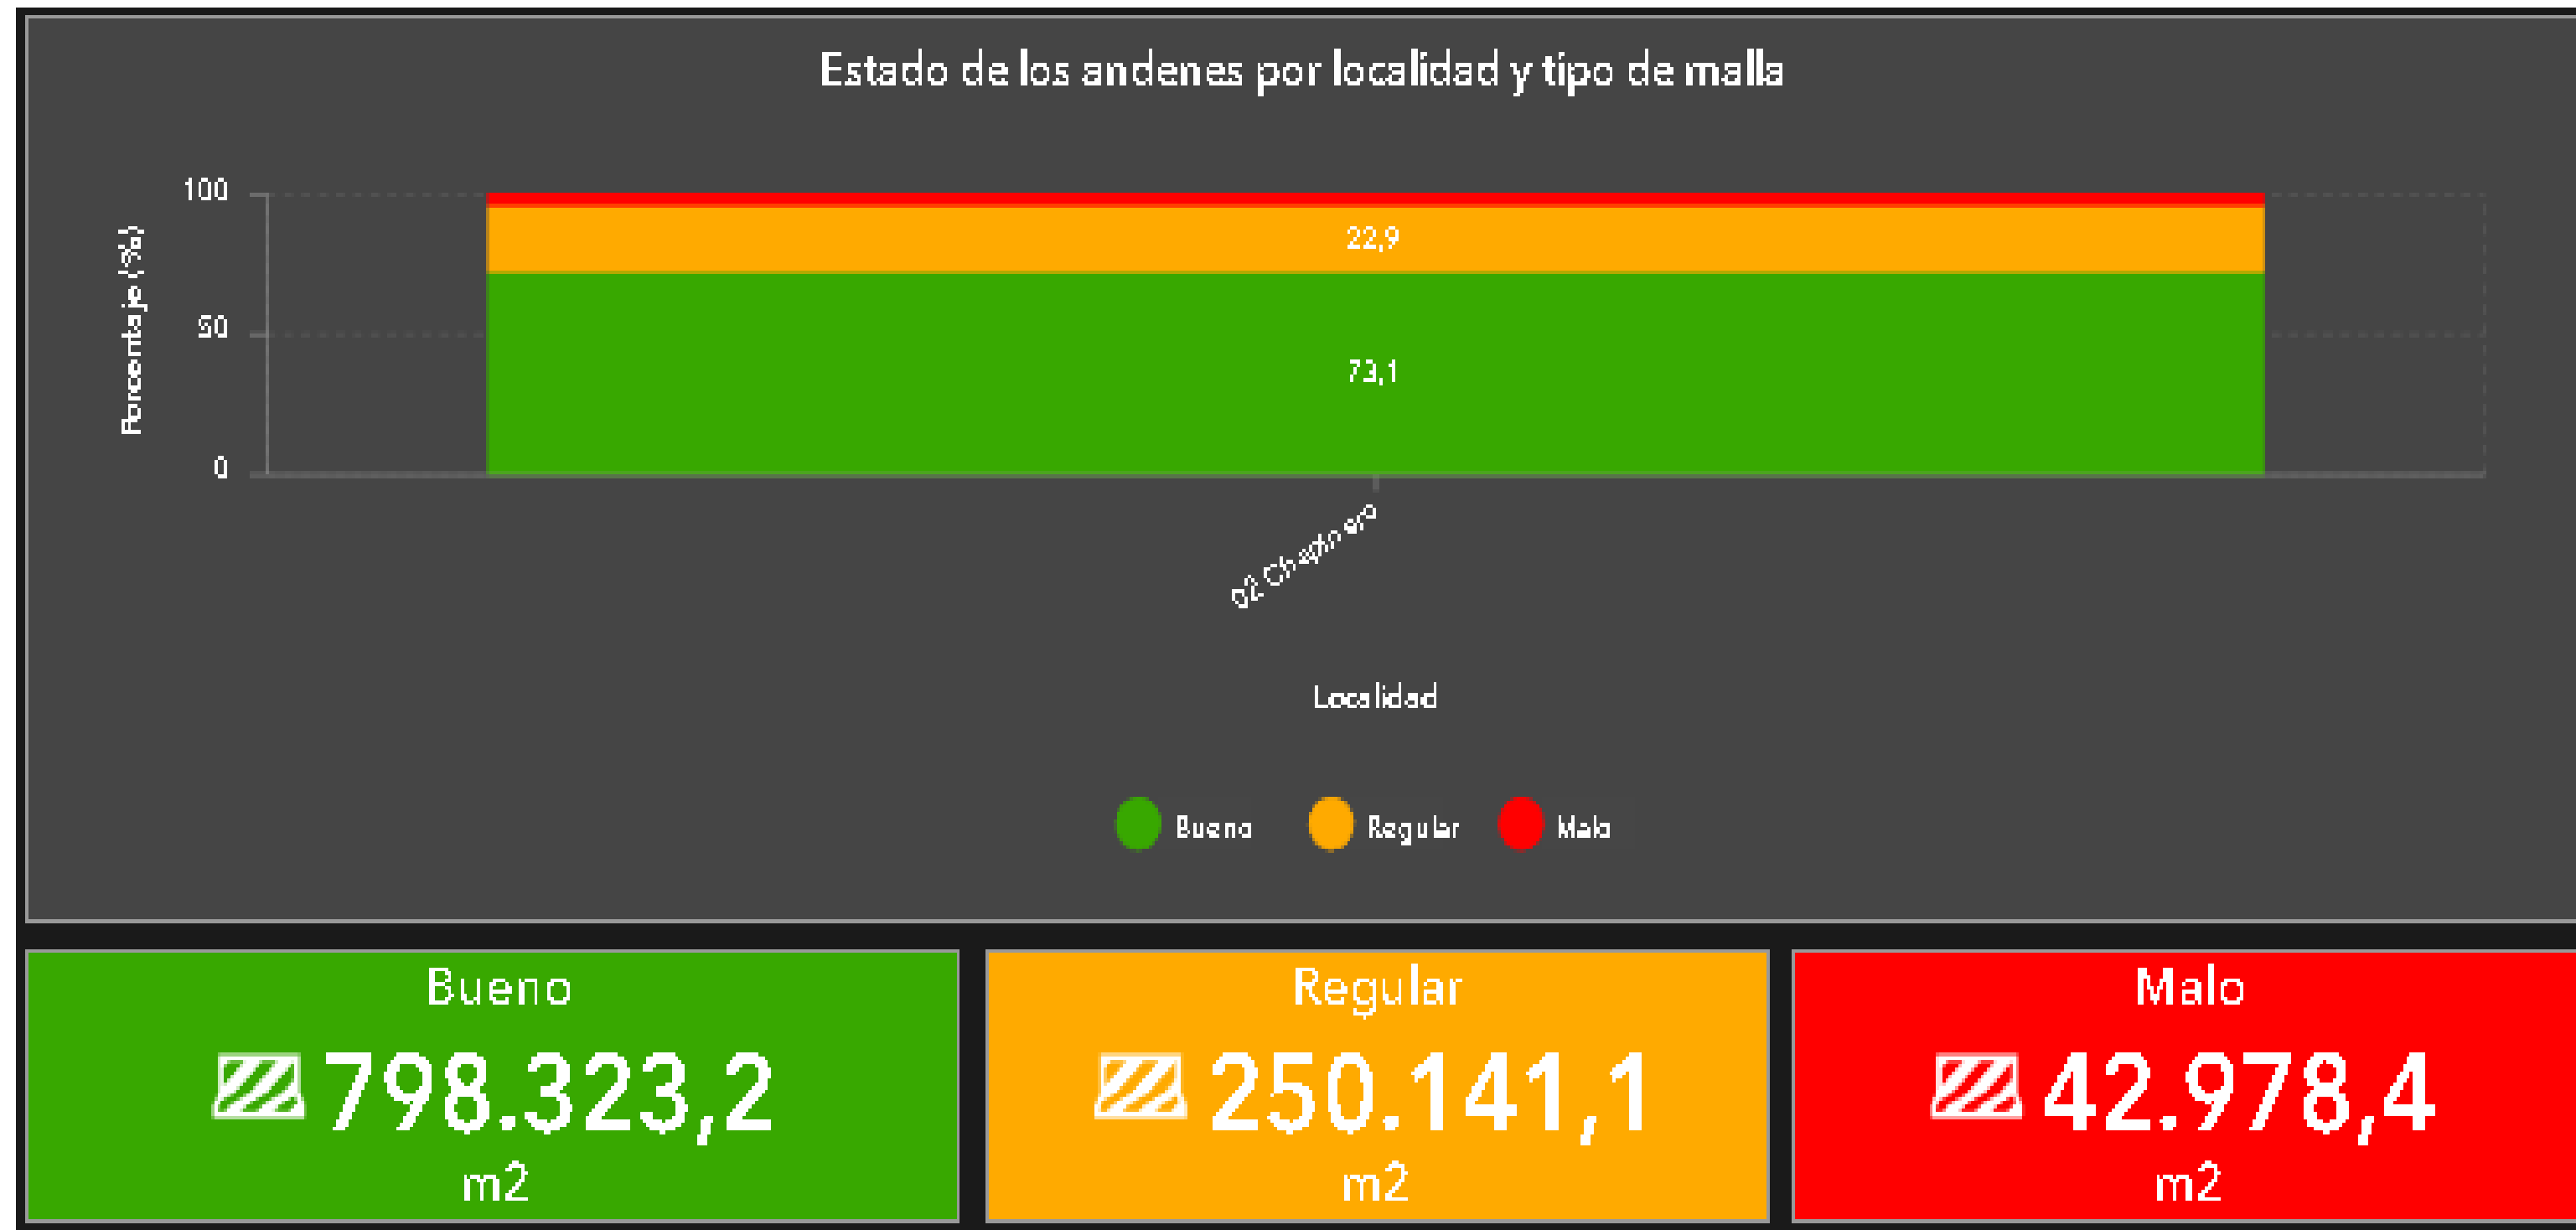 Estado de los andenes por localidad y tipo de malla
100
22,9
Porcentaje (%)
50
73,1
0
02 Chapinero
Localidad
Bueno Regular Malo
Bueno
798.323,2
m2
Regular
250.141,1
m2
Malo
42.978,4
m2